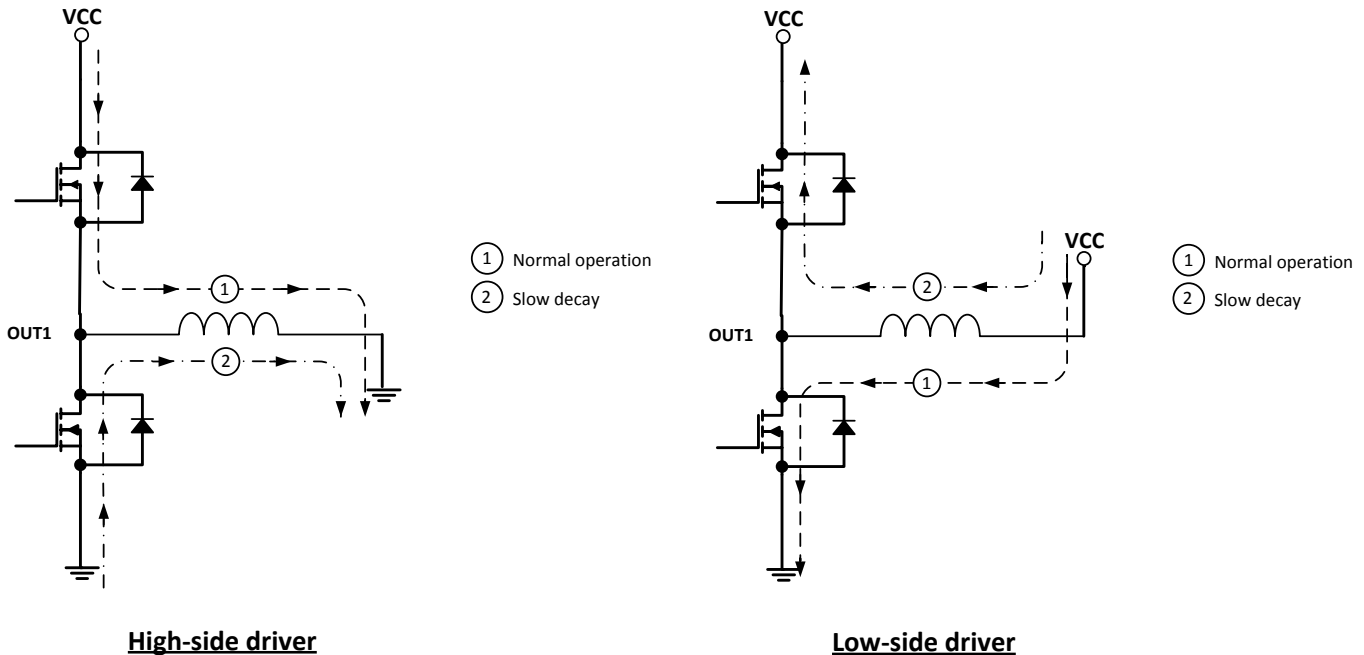 VCC
1 Normal operation
2 Slow decay
1
OUT1
2
High-side driver
VCC
VCC
1 Normal operation
2 Slow decay
2
OUT1
1
Low-side driver